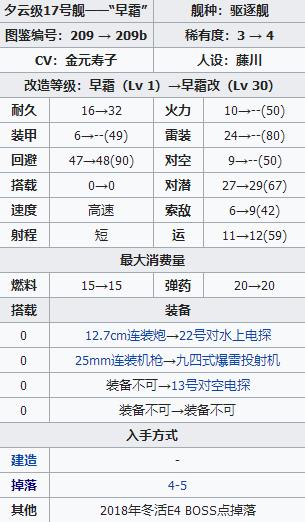 夕云级17号舰——“早霜” 舰种：驱逐舰
图鉴编号：209 → 209b 稀有度：3 → 4
CV：金元寿子 人设：藤川
改造等级：早霜（Lv 1）→早霜改（Lv 30）
耐久 16→32 火力 10→--(50)
装甲 6→--(49) 雷装 24→--(80)
回避 47→48(90) 对空 9→--(50)
搭载 0→0 对潜 27→29(67)
速度 高速 索敌 6→9(42)
射程 短 运 11→12(59)
最大消费量
燃料 15→15 弹药 20→20
搭载 装备
0 12.7cm连装炮→22号对水上电探
0 25mm连装机枪→九四式爆雷投射机
0 装备不可→13号对空电探
0 装备不可→装备不可
入手方式
建造 -
掉落 4-5
其他 2018年冬活E4 BOSS点掉落